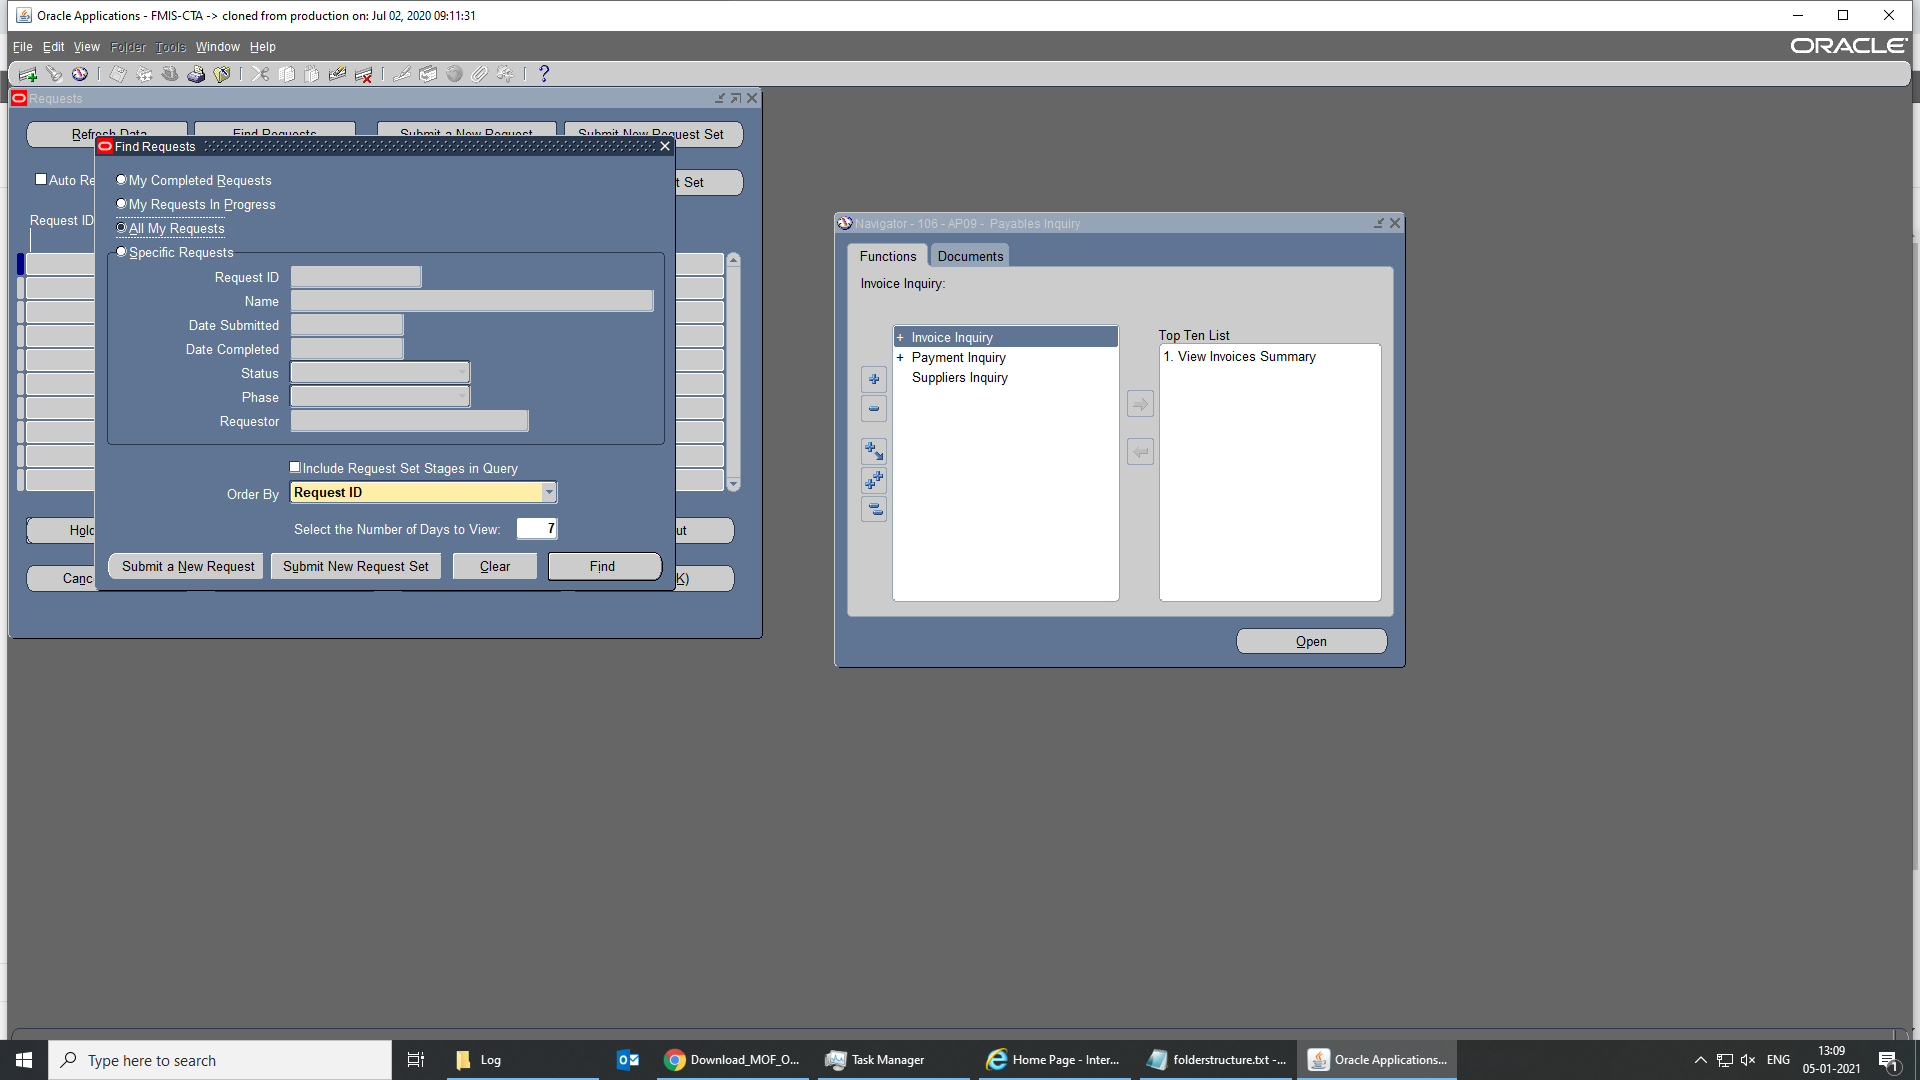 Oracle Applications - FMIS-CTA -> cloned from production on: Jul 02, 2020 09:11:31
File Edit View Folder Tools Window Help
ORACLE
Requests
Refresh Data Find Requests Submit a New Request Submit New Request Set
Find Requests
Auto Re
t Set
My Completed Requests
My Requests In Progress
Request ID
All My Requests
Specific Requests
Request ID
Name
Date Submitted
Date Completed
Status
Phase
Requestor
Include Request Set Stages in Query
Order By Request ID
Select the Number of Days to View: 7
Hold
ut
Submit a New Request Submit New Request Set Clear Find
Canc
K)
Navigator - 106 - AP09 - Payables Inquiry
Functions Documents
Invoice Inquiry:
+ Invoice Inquiry
+ Payment Inquiry
Suppliers Inquiry
Top Ten List
1. View Invoices Summary
Open
Type here to search
Log
Download_MOF_O...
Task Manager
Home Page - Inter...
folderstructure.txt -...
Oracle Applications...
ENG
13:09
05-01-2021
1